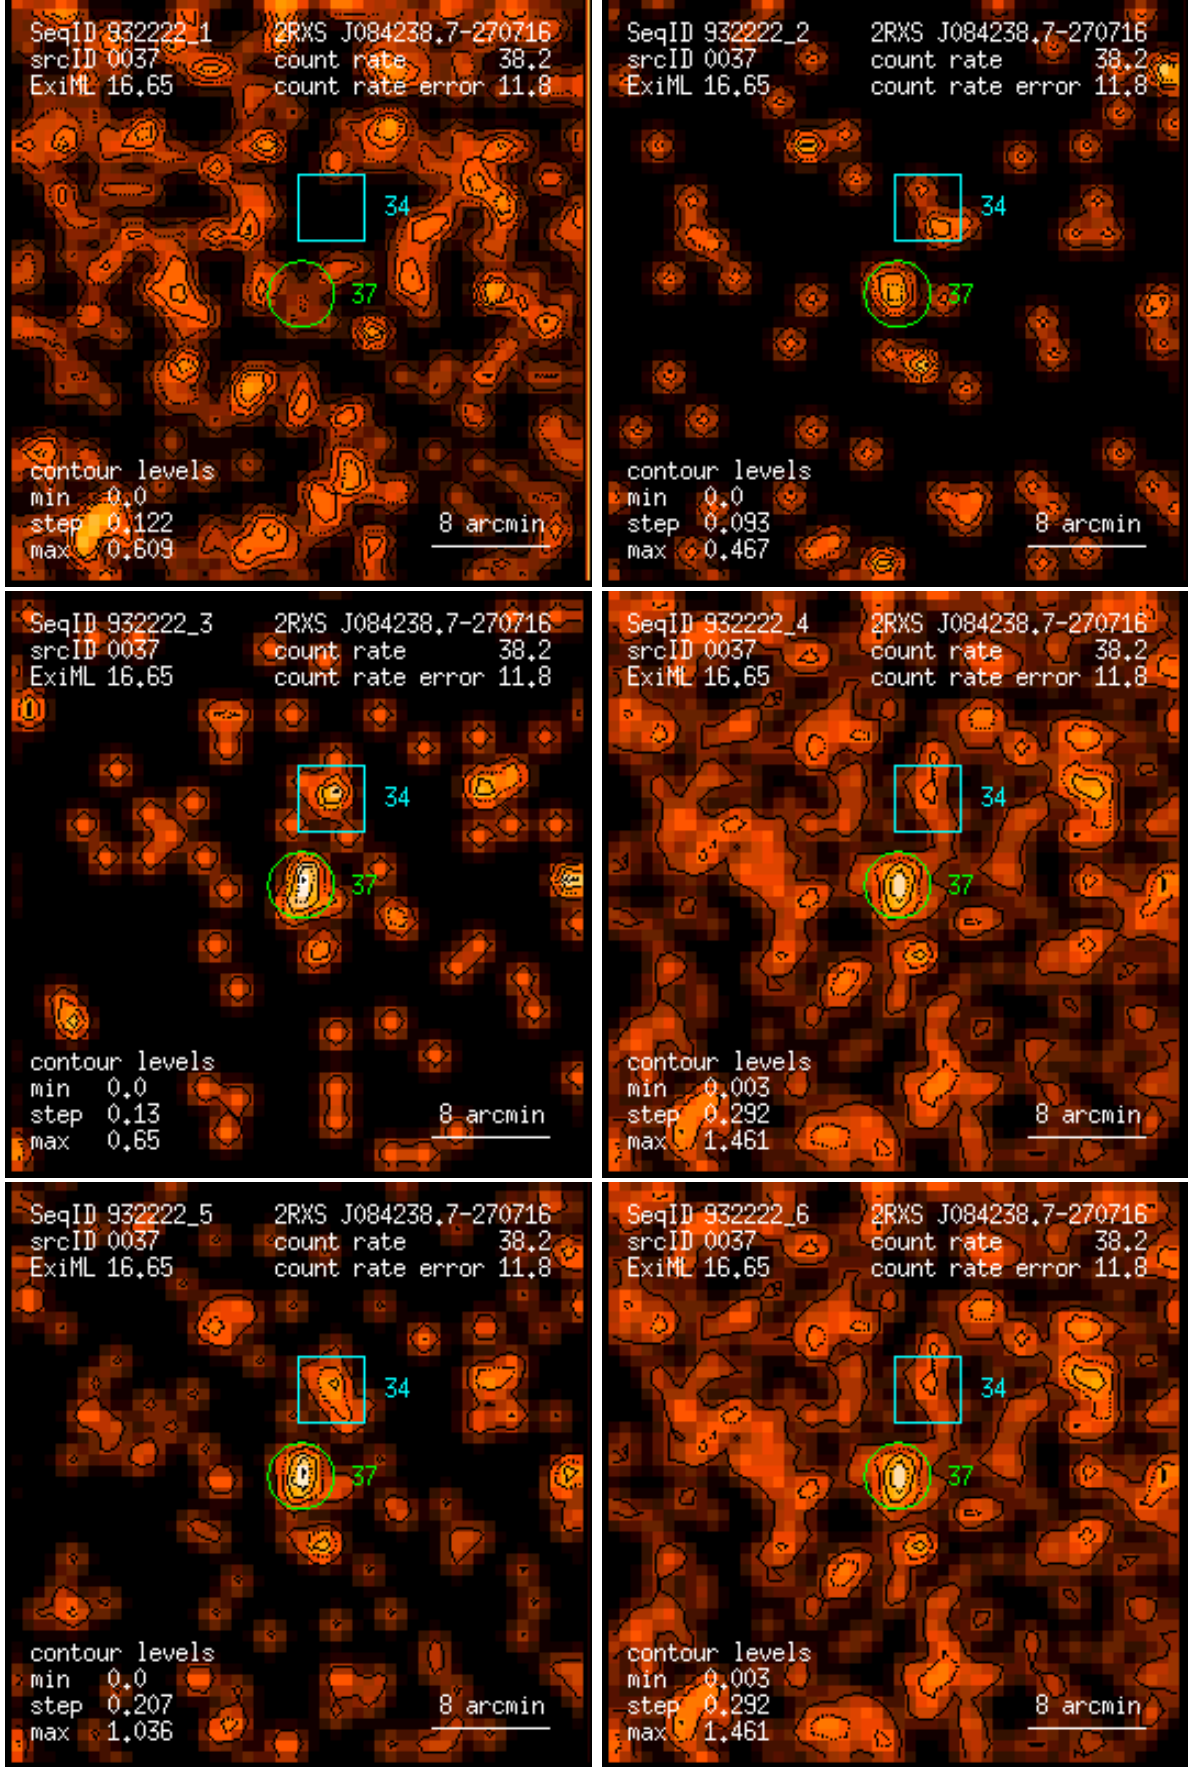 SeqID 932222_1 2RXS J084238.7-270716
srcID 0037 count rate 38.2
ExiML 16.65 count rate error 11.8
34
37
contour levels
min 0.0
step 0.122
max 0.609
8 arcmin
SeqID 932222_2 2RXS J084238.7-270716
srcID 0037 count rate 38.2
ExiML 16.65 count rate error 11.8
34
37
contour levels
min 0.0
step 0.093
max 0.467
8 arcmin
SeqID 932222_3 2RXS J084238.7-270716
srcID 0037 count rate 38.2
ExiML 16.65 count rate error 11.8
34
37
contour levels
min 0.0
step 0.13
max 0.65
8 arcmin
SeqID 932222_4 2RXS J084238.7-270716
srcID 0037 count rate 38.2
ExiML 16.65 count rate error 11.8
34
37
contour levels
min 0.003
step 0.292
max 1.461
8 arcmin
SeqID 932222_5 2RXS J084238.7-270716
srcID 0037 count rate 38.2
ExiML 16.65 count rate error 11.8
34
37
contour levels
min 0.0
step 0.207
max 1.036
8 arcmin
SeqID 932222_6 2RXS J084238.7-270716
srcID 0037 count rate 38.2
ExiML 16.65 count rate error 11.8
34
37
contour levels
min 0.003
step 0.292
max 1.461
8 arcmin